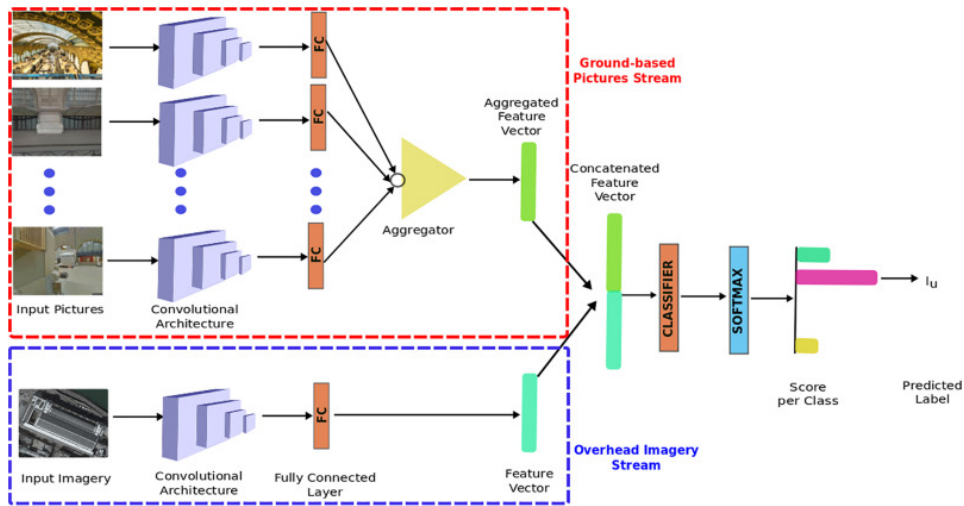 FC
FC
FC
Ground-based
Pictures Stream
Aggregated
Feature
Vector
Concatenated
Feature
Vector
Aggregator
Input Pictures
Convolutional
Architecture
CLASSIFIER
SOFTMAX
lu
Score
per Class
Predicted
Label
FC
Input Imagery
Convolutional
Architecture
Fully Connected
Layer
Feature
Vector
Overhead Imagery
Stream